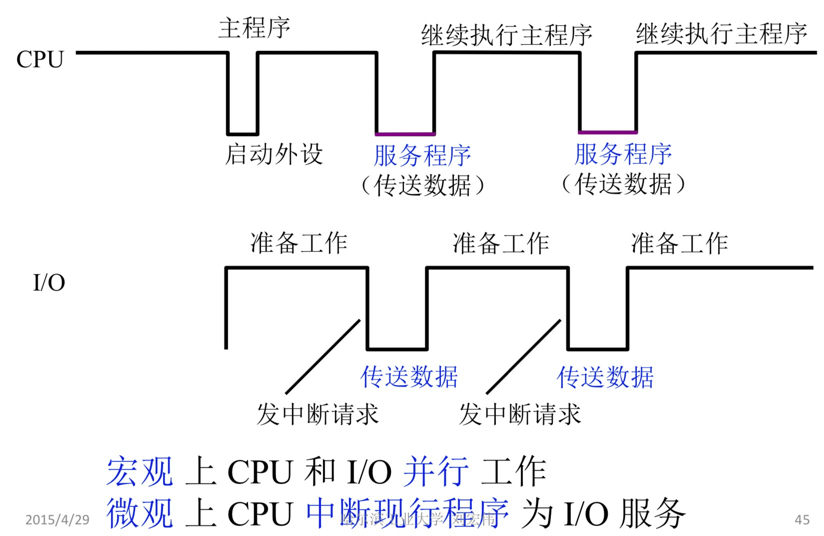 主程序
继续执行主程序
继续执行主程序
CPU
启动外设
服务程序
服务程序
（传送数据）
（传送数据）
准备工作
准备工作
准备工作
I/O
传送数据
传送数据
发中断请求
发中断请求
宏观 上 CPU 和 I/O 并行 工作
微观 上 CPU 中断现行程序 为 I/O 服务
2015/4/29
45